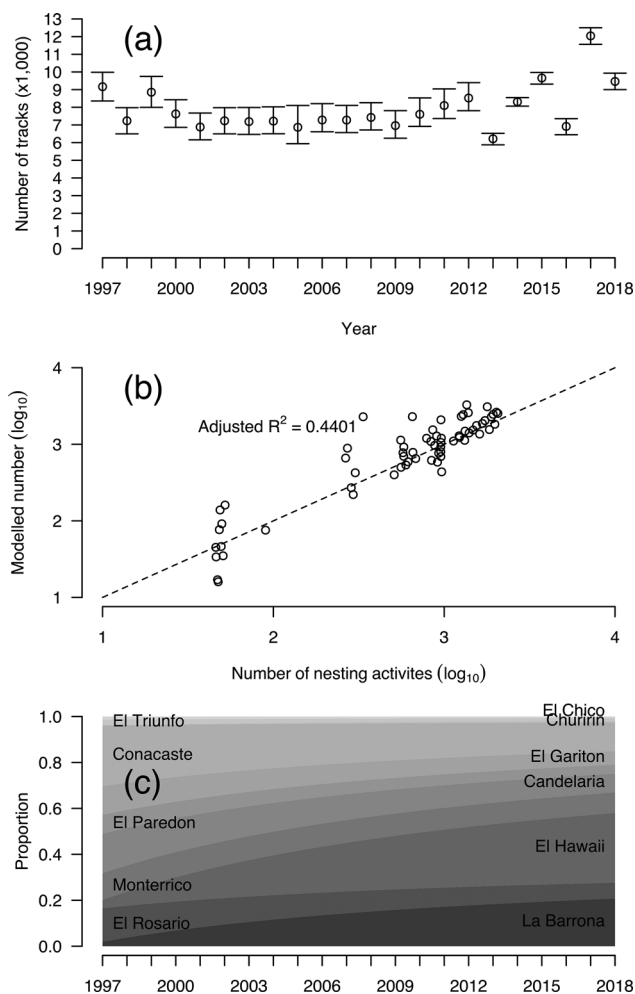 (a)
Number of tracks (x1,000)
13
12
11
10
9
8
7
6
5
4
3
2
1
0
1997 2000 2003 2006 2009 2012 2015 2018
Year
(b)
Adjusted R² = 0.4401
Modelled number (log₁₀)
4
3
2
1
1 2 3 4
Number of nesting activites (log₁₀)
(c)
Proportion
1.0
0.8
0.6
0.4
0.2
0.0
El Chico
El Triunfo Churirin
Conacaste El Gariton
Candelaria
El Paredon
El Hawaii
Monterrico
El Rosario La Barrona
1997 2000 2003 2006 2009 2012 2015 2018